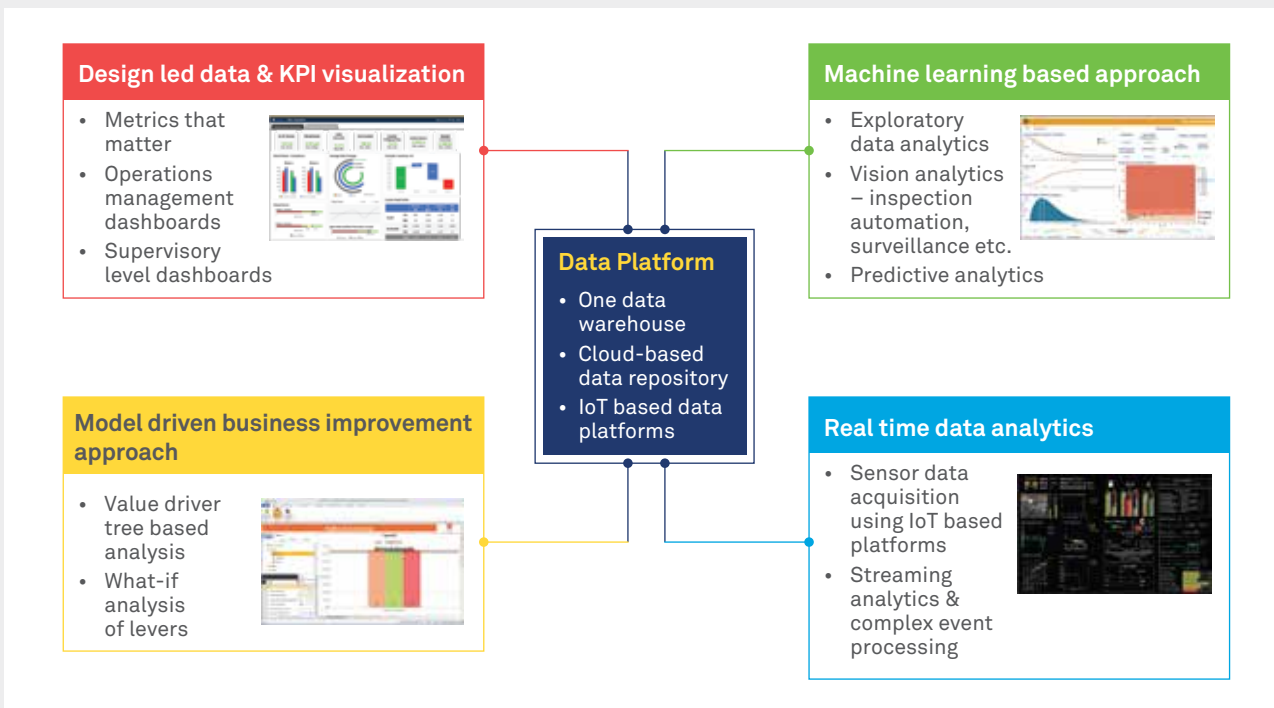 Design led data & KPI visualization
• Metrics that
matter
• Operations
management
dashboards
• Supervisory
level dashboards
Machine learning based approach
• Exploratory
data analytics
• Vision analytics
– inspection
automation,
surveillance etc.
• Predictive analytics
Data Platform
• One data
warehouse
• Cloud-based
data repository
• IoT based data
platforms
Model driven business improvement
approach
• Value driver
tree based
analysis
• What-if
analysis
of levers
Real time data analytics
• Sensor data
acquisition
using IoT based
platforms
• Streaming
analytics &
complex event
processing